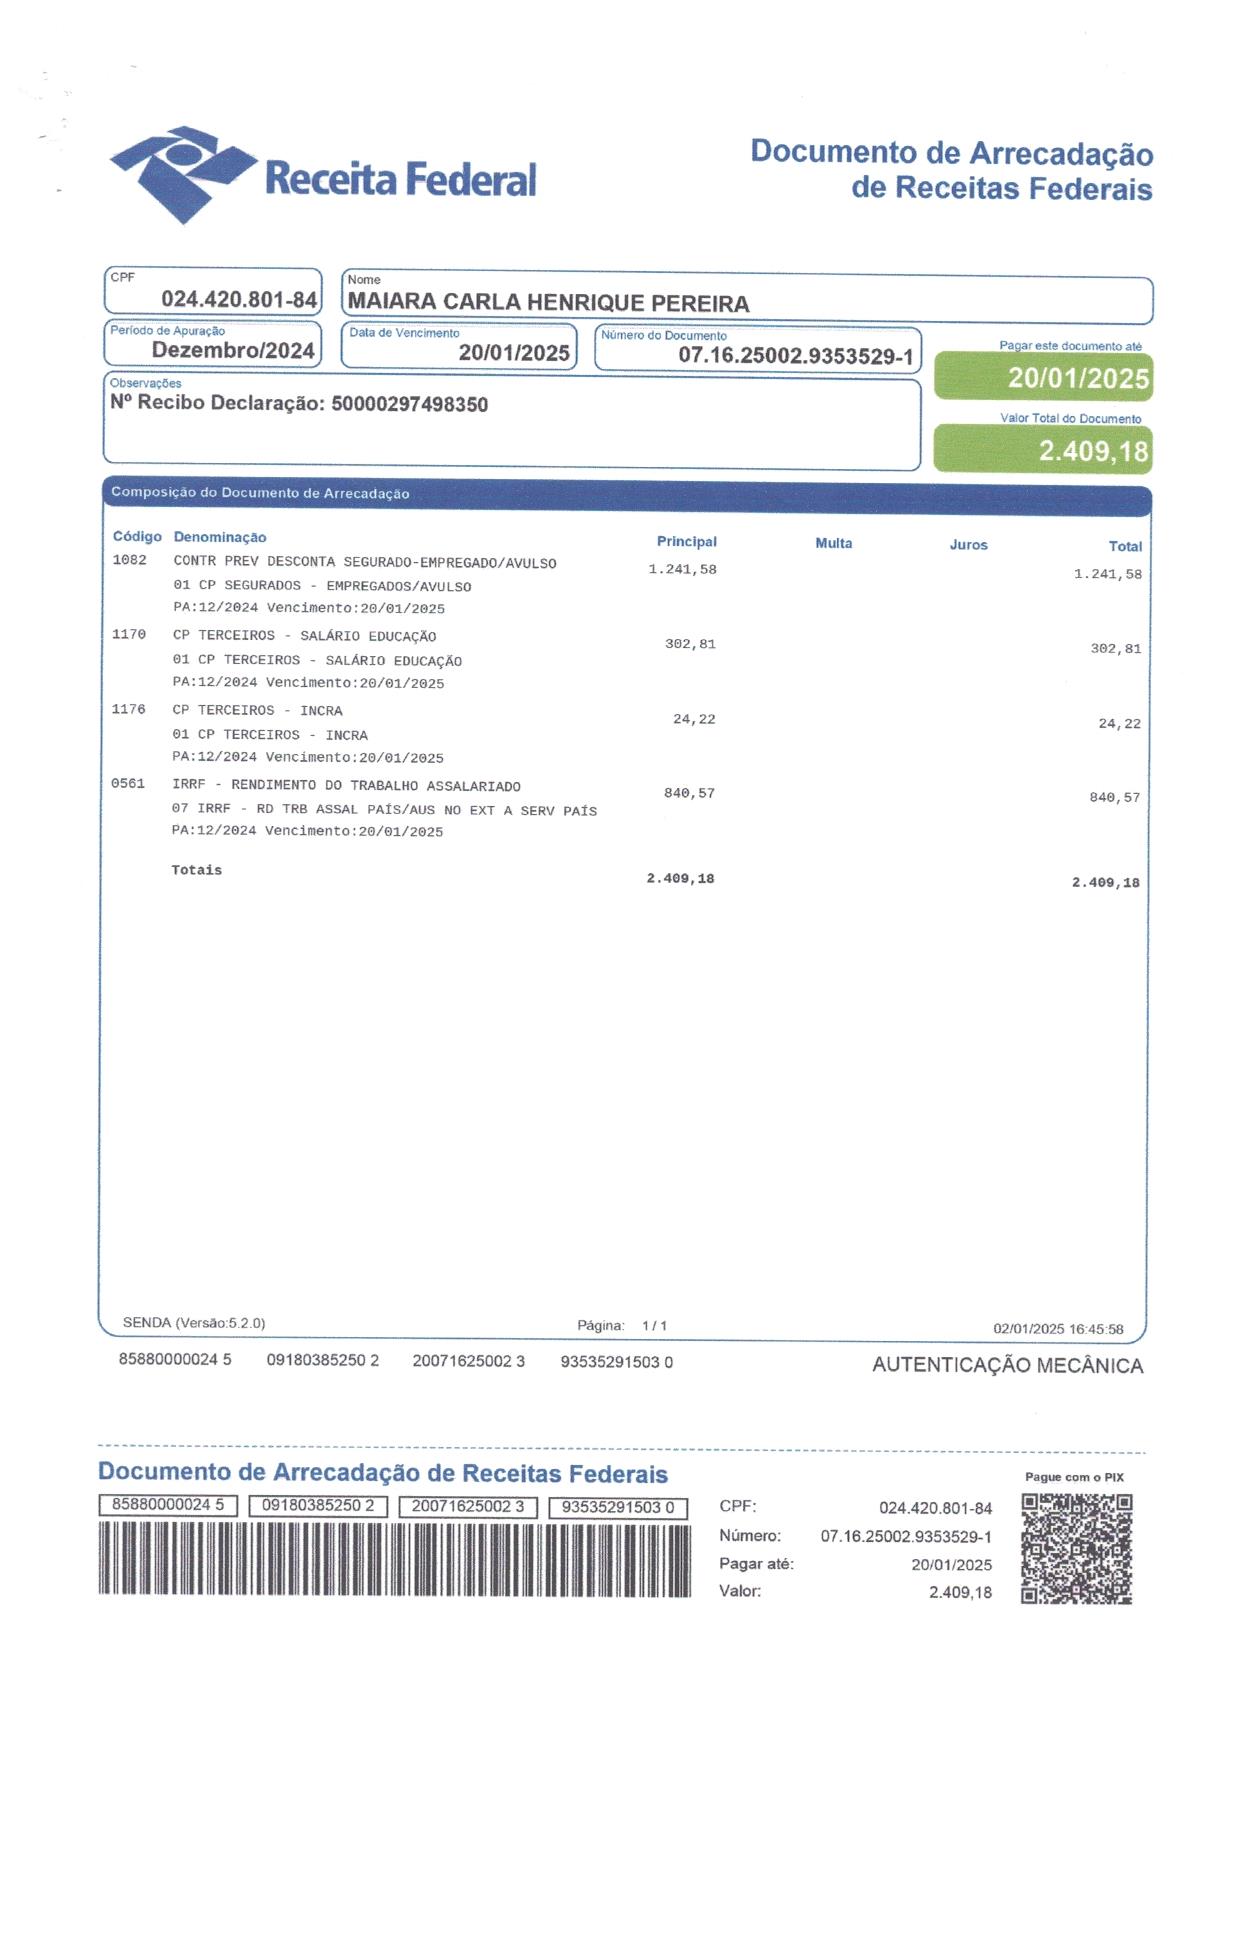 Receita Federal
Documento de Arrecadação
de Receitas Federais
CPF
024.420.801-84
Nome
MAIARA CARLA HENRIQUE PEREIRA
Período de Apuração
Dezembro/2024
Data de Vencimento
20/01/2025
Número do Documento
07.16.25002.9353529-1
Pagar este documento até
20/01/2025
Observações
Nº Recibo Declaração: 50000297498350
Valor Total do Documento
2.409,18
Composição do Documento de Arrecadação
Código Denominação Principal Multa Juros Total
1082 CONTR PREV DESCONTA SEGURADO-EMPREGADO/AVULSO 1.241,58 1.241,58
01 CP SEGURADOS - EMPREGADOS/AVULSO
PA:12/2024 Vencimento:20/01/2025
1170 CP TERCEIROS - SALÁRIO EDUCAÇÃO 302,81 302,81
01 CP TERCEIROS - SALÁRIO EDUCAÇÃO
PA:12/2024 Vencimento:20/01/2025
1176 CP TERCEIROS - INCRA 24,22 24,22
01 CP TERCEIROS - INCRA
PA:12/2024 Vencimento:20/01/2025
0561 IRRF - RENDIMENTO DO TRABALHO ASSALARIADO 840,57 840,57
07 IRRF - RD TRB ASSAL PAÍS/AUS NO EXT A SERV PAÍS
PA:12/2024 Vencimento:20/01/2025
Totais 2.409,18 2.409,18
SENDA (Versão:5.2.0) Página: 1 / 1 02/01/2025 16:45:58
85880000024 5 09180385250 2 20071625002 3 93535291503 0 AUTENTICAÇÃO MECÂNICA
Documento de Arrecadação de Receitas Federais
85880000024 5 09180385250 2 20071625002 3 93535291503 0
CPF: 024.420.801-84
Número: 07.16.25002.9353529-1
Pagar até: 20/01/2025
Valor: 2.409,18
Pague com o PIX